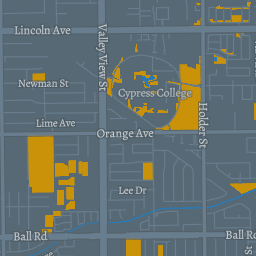 Lincoln Ave
Valley View St
Newman St
Cypress College
Holder St
Lime Ave
Orange Ave
Lee Dr
Ball Rd
Ball Ro